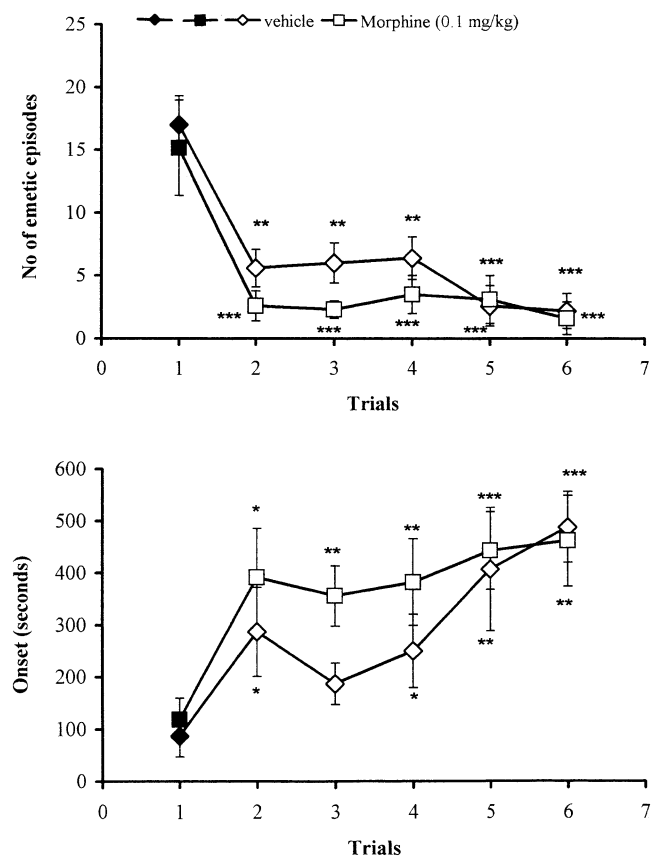 vehicle Morphine (0.1 mg/kg)
25
20
15
10
5
0
No of emetic episodes
** ** ** *** ***
*** *** *** *** ***
0 1 2 3 4 5 6 7
Trials
600
500
400
300
200
100
0
Onset (seconds)
* ** ** *** ***
* * ** **
0 1 2 3 4 5 6 7
Trials